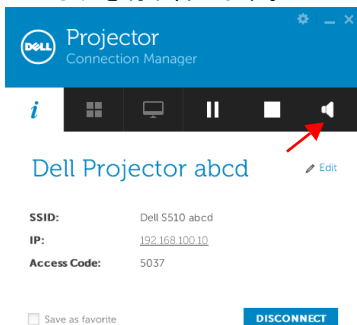 DELL
Projector
Connection Manager
i
Dell Projector abcd
Edit
SSID: Dell S510 abcd
IP: 192.168.100.10
Access Code: 5037
Save as favorite
DISCONNECT